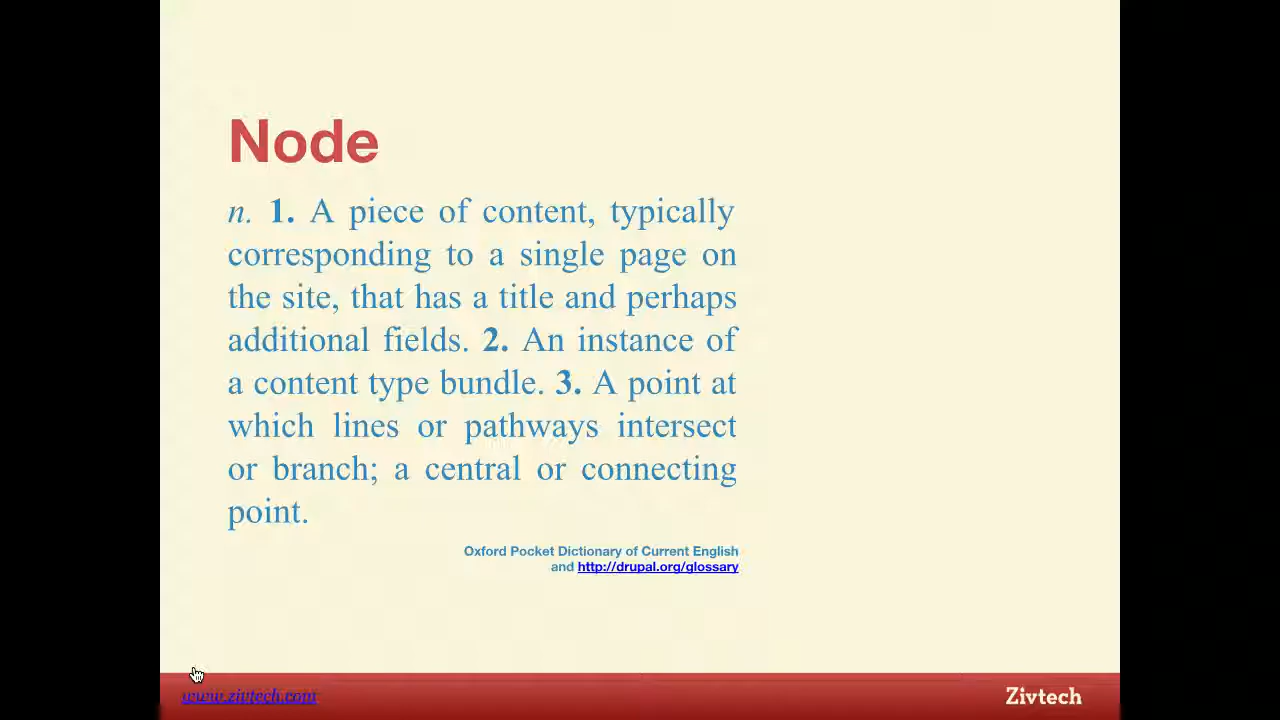 Node
n. 1. A piece of content, typically
corresponding to a single page on
the site, that has a title and perhaps
additional fields. 2. An instance of
a content type bundle. 3. A point at
which lines or pathways intersect
or branch; a central or connecting
point.
Oxford Pocket Dictionary of Current English
and http://drupal.org/glossary
www.zivtech.com
Zivtech